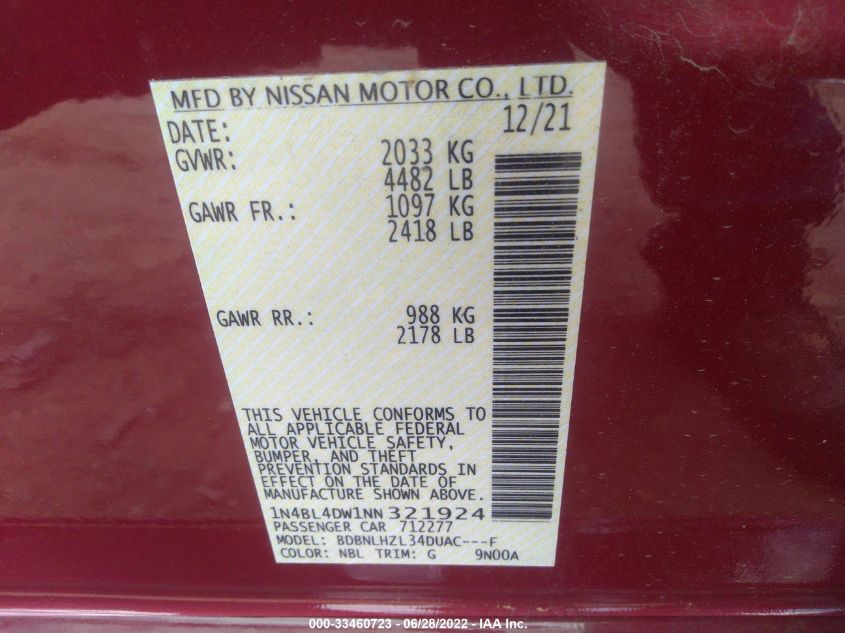 MFD BY NISSAN MOTOR CO., LTD.
DATE: 12/21
GVWR: 2033 KG
4482 LB
GAWR FR.: 1097 KG
2418 LB
GAWR RR.: 988 KG
2178 LB
THIS VEHICLE CONFORMS TO
ALL APPLICABLE FEDERAL
MOTOR VEHICLE SAFETY,
BUMPER, AND THEFT
PREVENTION STANDARDS IN
EFFECT ON THE DATE OF
MANUFACTURE SHOWN ABOVE.
1N4BL4DW1NN321924
PASSENGER CAR 712277
MODEL: BDBNLHZL34DUAC---F
COLOR: NBL TRIM: G 9N00A
000-33460723 - 06/28/2022 - IAA Inc.